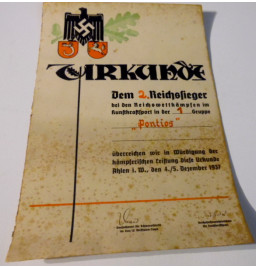 Urkunde
Dem 2. Reichssieger
bei den Reichswettkämpfen im
Kunstkraftsport in der 1 Gruppe
„Pontios"
überreichen wir in Würdigung der
kämpferischen Leistung diese Urkunde
Ahlen i. W., den 4./5. Dezember 1937